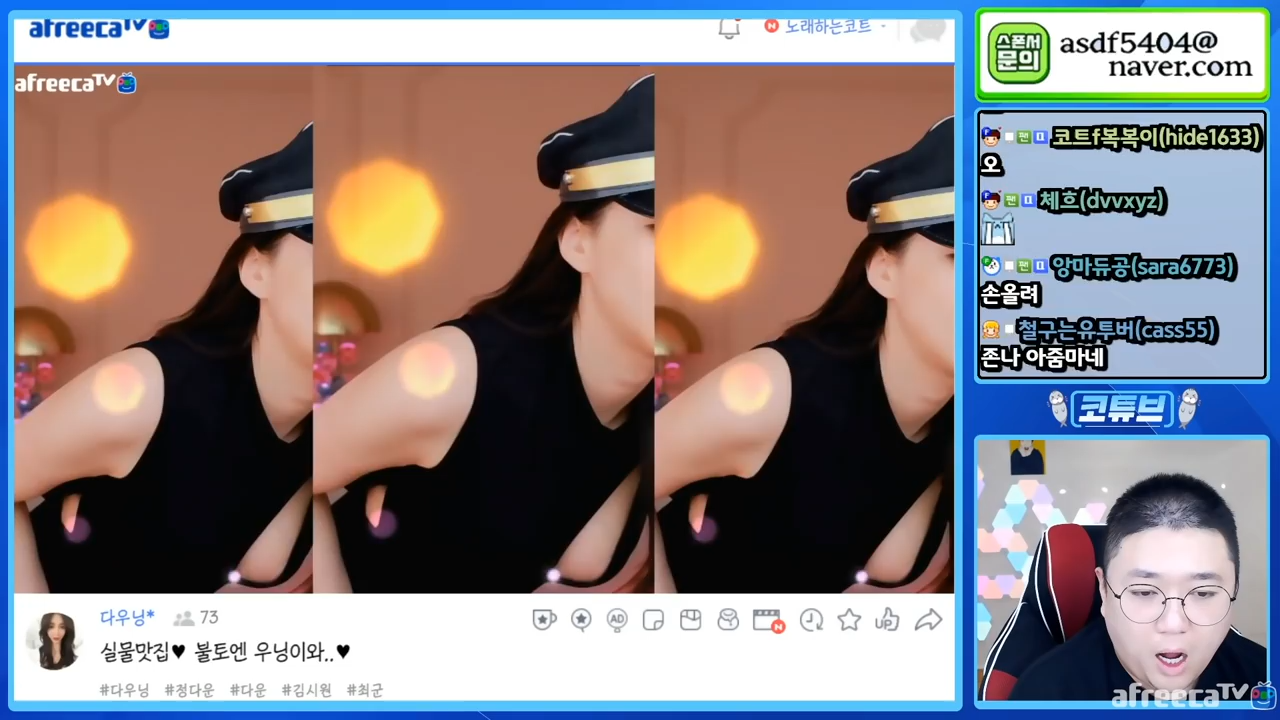 afreecaTV
노래하는코트
afreecaTV
다우닝*
73
실물맛집♥ 불토엔 우닝이와..♥
#다우닝 #정다운 #다운 #김시원 #최군
AD
UP
N
스폰서
문의
asdf5404@
naver.com
코트f복복이(hide1633)
오
체흐(dvvxyz)
앙마듀공(sara6773)
손올려
철구는유투버(cass55)
존나 아줌마네
코튜브
afreecaTV